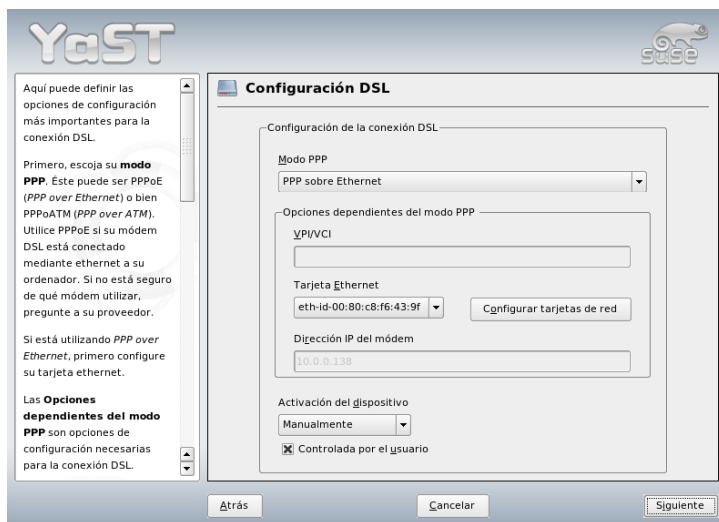 YaST
SUSE
Aquí puede definir las
opciones de configuración
más importantes para la
conexión DSL.
Primero, escoja su modo
PPP. Éste puede ser PPPoE
(PPP over Ethernet) o bien
PPPoATM (PPP over ATM).
Utilice PPPoE si su módem
DSL está conectado
mediante ethernet a su
ordenador. Si no está seguro
de qué módem utilizar,
pregunte a su proveedor.
Si está utilizando PPP over
Ethernet, primero configure
su tarjeta ethernet.
Las Opciones
dependientes del modo
PPP son opciones de
configuración necesarias
para la conexión DSL.
Configuración DSL
Configuración de la conexión DSL
Modo PPP
PPP sobre Ethernet
Opciones dependientes del modo PPP
VPI/VCI
Tarjeta Ethernet
eth-id-00:80:c8:f6:43:9f
Configurar tarjetas de red
Dirección IP del módem
10.0.0.138
Activación del dispositivo
Manualmente
Controlada por el usuario
Atrás
Cancelar
Siguiente